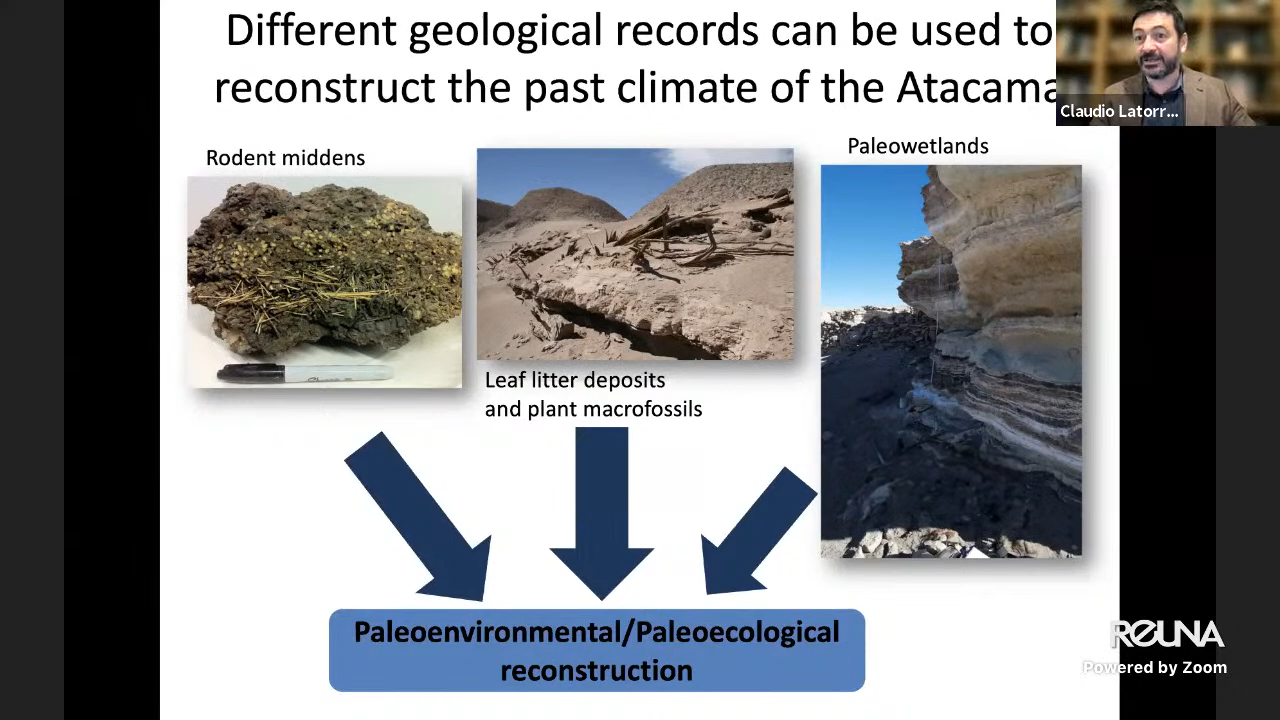 Different geological records can be used to
reconstruct the past climate of the Atacama
Claudio Latorr...
Rodent middens
Paleowetlands
Leaf litter deposits
and plant macrofossils
Paleoenvironmental/Paleoecological
reconstruction
REUNA
Powered by Zoom